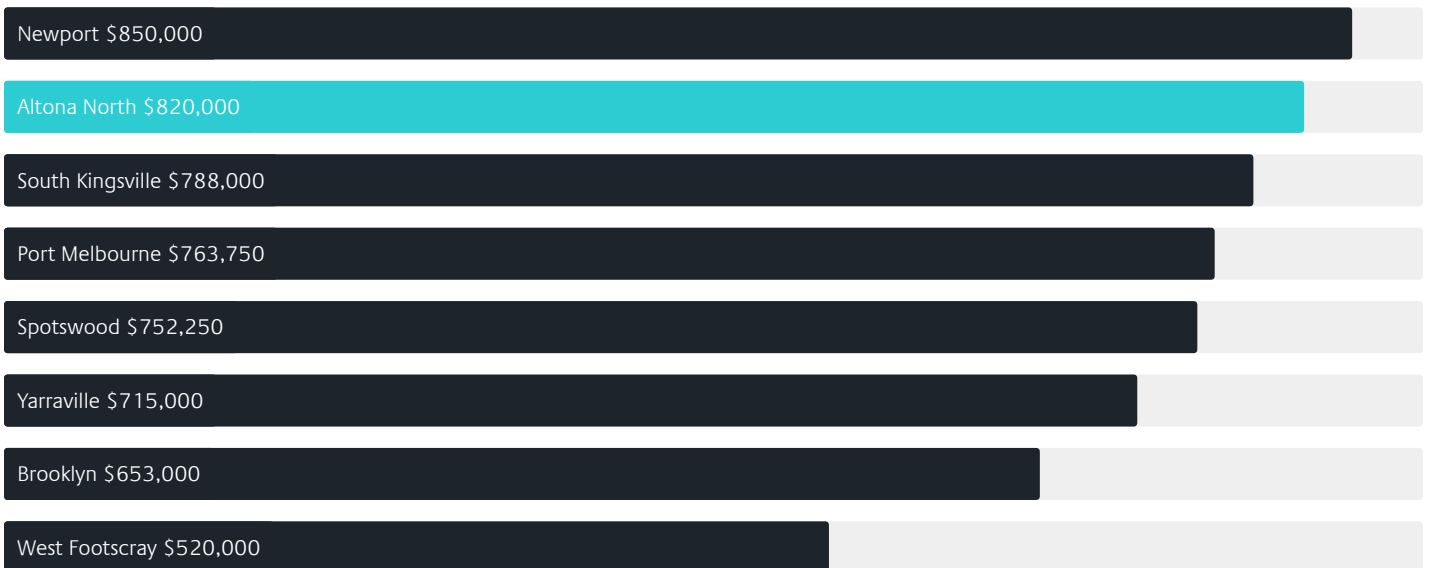 Newport $850,000
Altona North $820,000
South Kingsville $788,000
Port Melbourne $763,750
Spotswood $752,250
Yarraville $715,000
Brooklyn $653,000
West Footscray $520,000